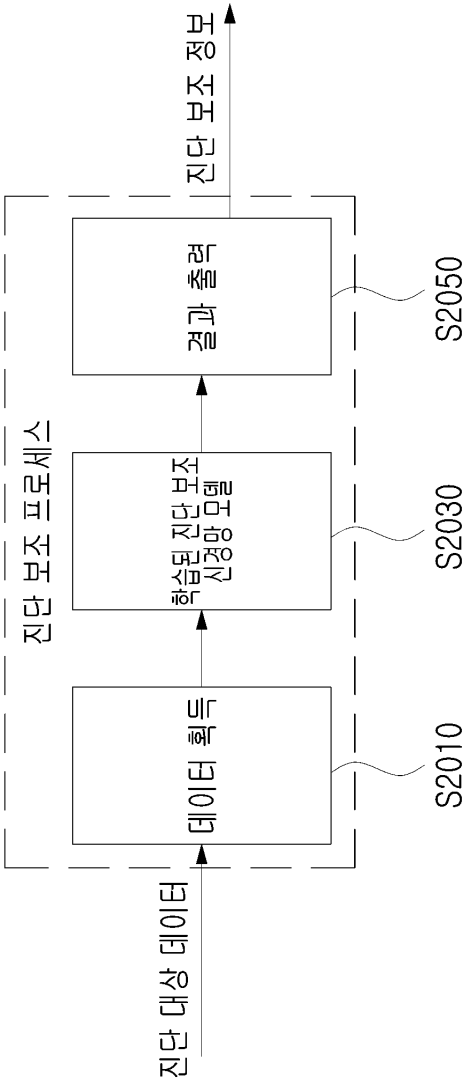 진단 보조 프로세스
진단 대상 데이터
데이터 획득
학습된 진단 보조
신경망 모델
결과 출력
진단 보조 정보
S2010
S2030
S2050